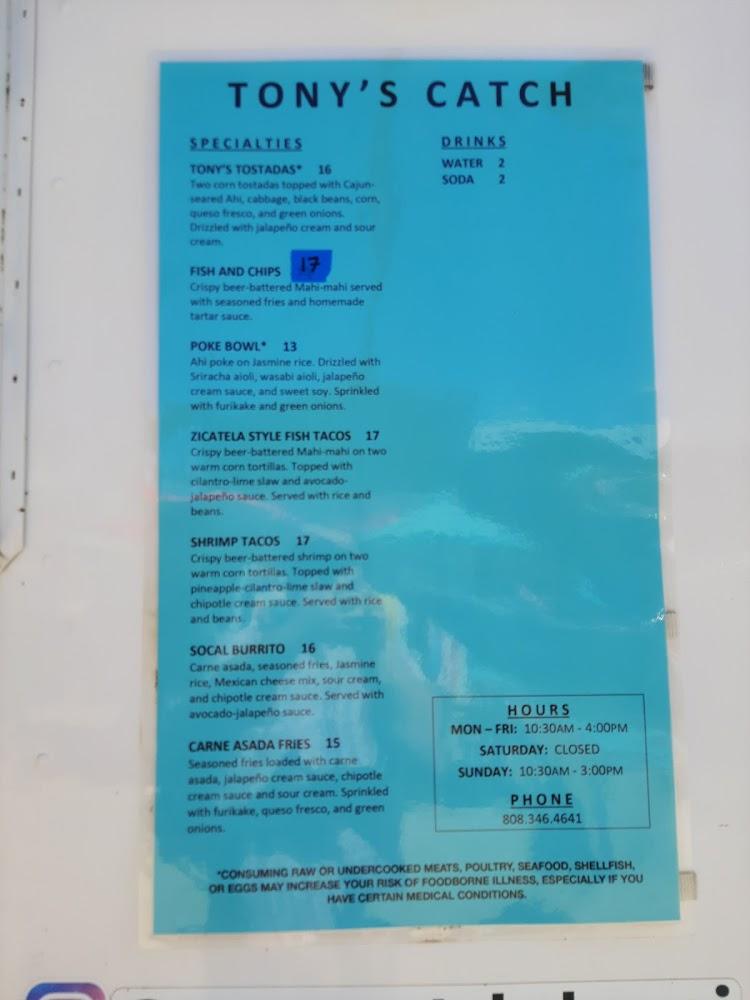 TONY'S CATCH
SPECIALTIES
TONY'S TOSTADAS* 16
Two corn tostadas topped with Cajun-
seared Ahi, cabbage, black beans, corn,
queso fresco, and green onions.
Drizzled with jalapeño cream and sour
cream.
FISH AND CHIPS 17
Crispy beer-battered Mahi-mahi served
with seasoned fries and homemade
tartar sauce.
POKE BOWL* 13
Ahi poke on Jasmine rice. Drizzled with
Sriracha aioli, wasabi aioli, jalapeño
cream sauce, and sweet soy. Sprinkled
with furikake and green onions.
ZICATELA STYLE FISH TACOS 17
Crispy beer-battered Mahi-mahi on two
warm corn tortillas. Topped with
cilantro-lime slaw and avocado-
jalapeño sauce. Served with rice and
beans.
SHRIMP TACOS 17
Crispy beer-battered shrimp on two
warm corn tortillas. Topped with
pineapple-cilantro-lime slaw and
chipotle cream sauce. Served with rice
and beans.
SOCAL BURRITO 16
Carne asada, seasoned fries, Jasmine
rice, Mexican cheese mix, sour cream,
and chipotle cream sauce. Served with
avocado-jalapeño sauce.
CARNE ASADA FRIES 15
Seasoned fries loaded with carne
asada, jalapeño cream sauce, chipotle
cream sauce and sour cream. Sprinkled
with furikake, queso fresco, and green
onions.
DRINKS
WATER 2
SODA 2
HOURS
MON – FRI: 10:30AM - 4:00PM
SATURDAY: CLOSED
SUNDAY: 10:30AM - 3:00PM
PHONE
808.346.4641
*CONSUMING RAW OR UNDERCOOKED MEATS, POULTRY, SEAFOOD, SHELLFISH,
OR EGGS MAY INCREASE YOUR RISK OF FOODBORNE ILLNESS, ESPECIALLY IF YOU
HAVE CERTAIN MEDICAL CONDITIONS.